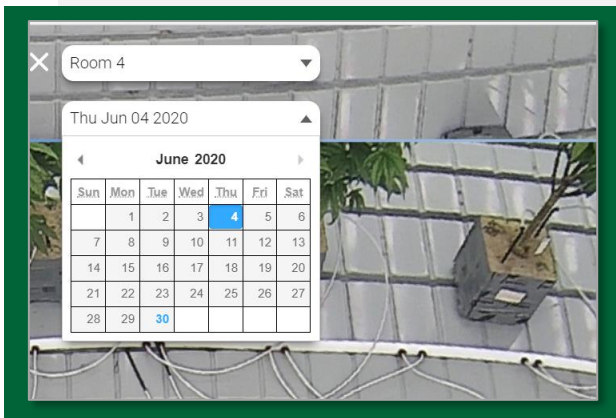 Room 4
Thu Jun 04 2020
June 2020
Sun Mon Tue Wed Thu Fri Sat
1 2 3 4 5 6
7 8 9 10 11 12 13
14 15 16 17 18 19 20
21 22 23 24 25 26 27
28 29 30